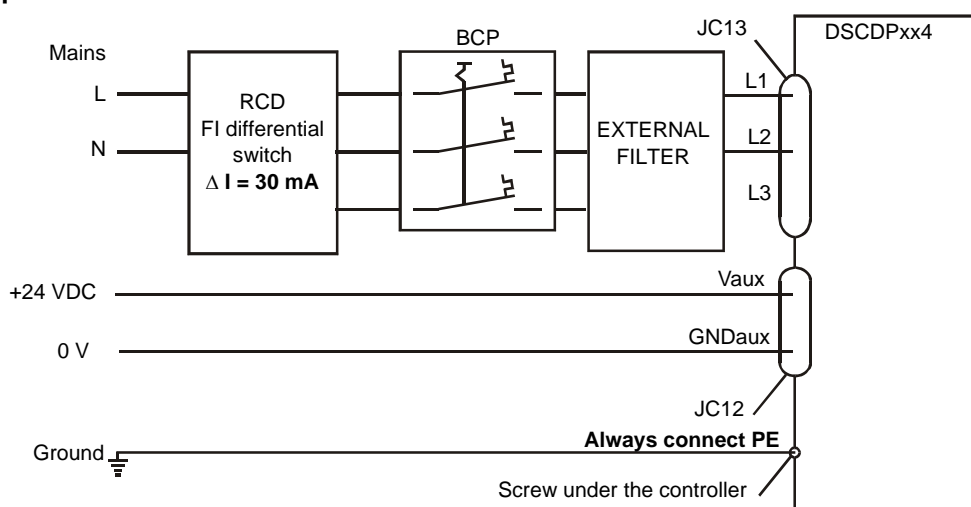 Mains
L
N
RCD
FI differential
switch
Δ I = 30 mA
BCP
EXTERNAL
FILTER
JC13
L1
L2
L3
DSCDPxx4
+24 VDC
Vaux
0 V
GNDaux
JC12
Ground
Always connect PE
Screw under the controller